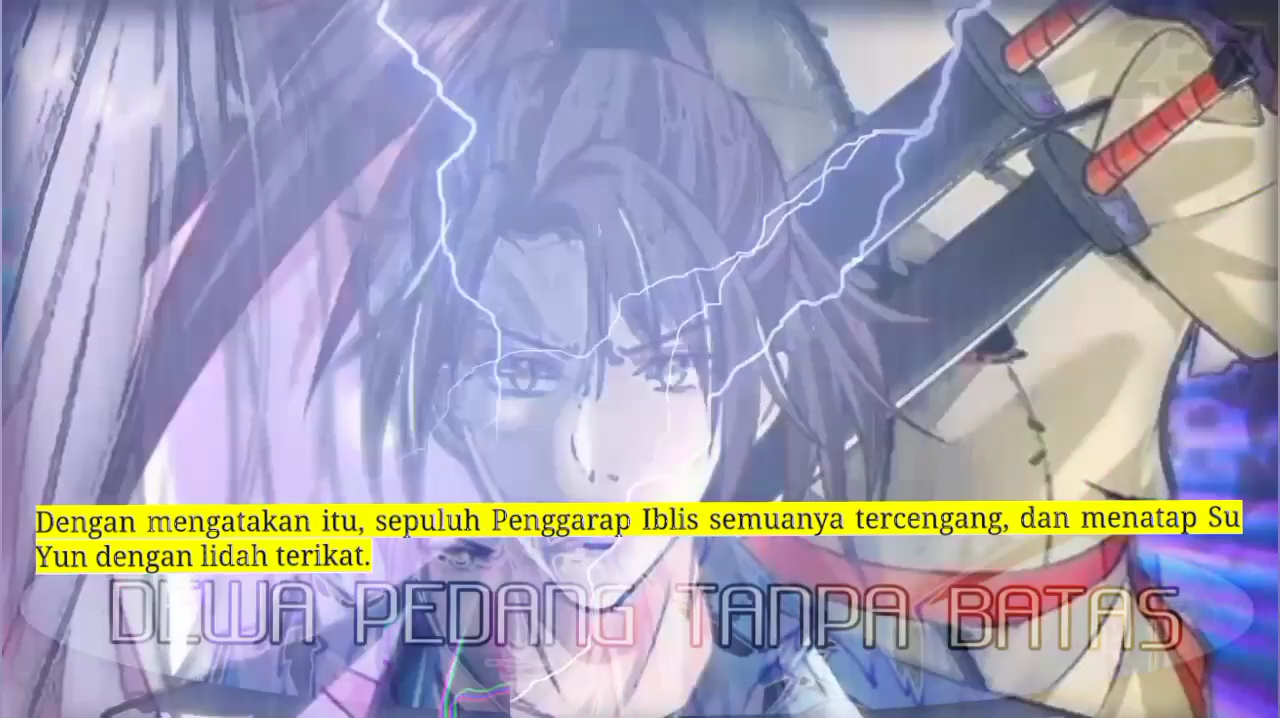 Dengan mengatakan itu, sepuluh Penggarap Iblis semuanya tercengang, dan menatap Su
Yun dengan lidah terikat.
DEWA PEDANG TANPA BATAS